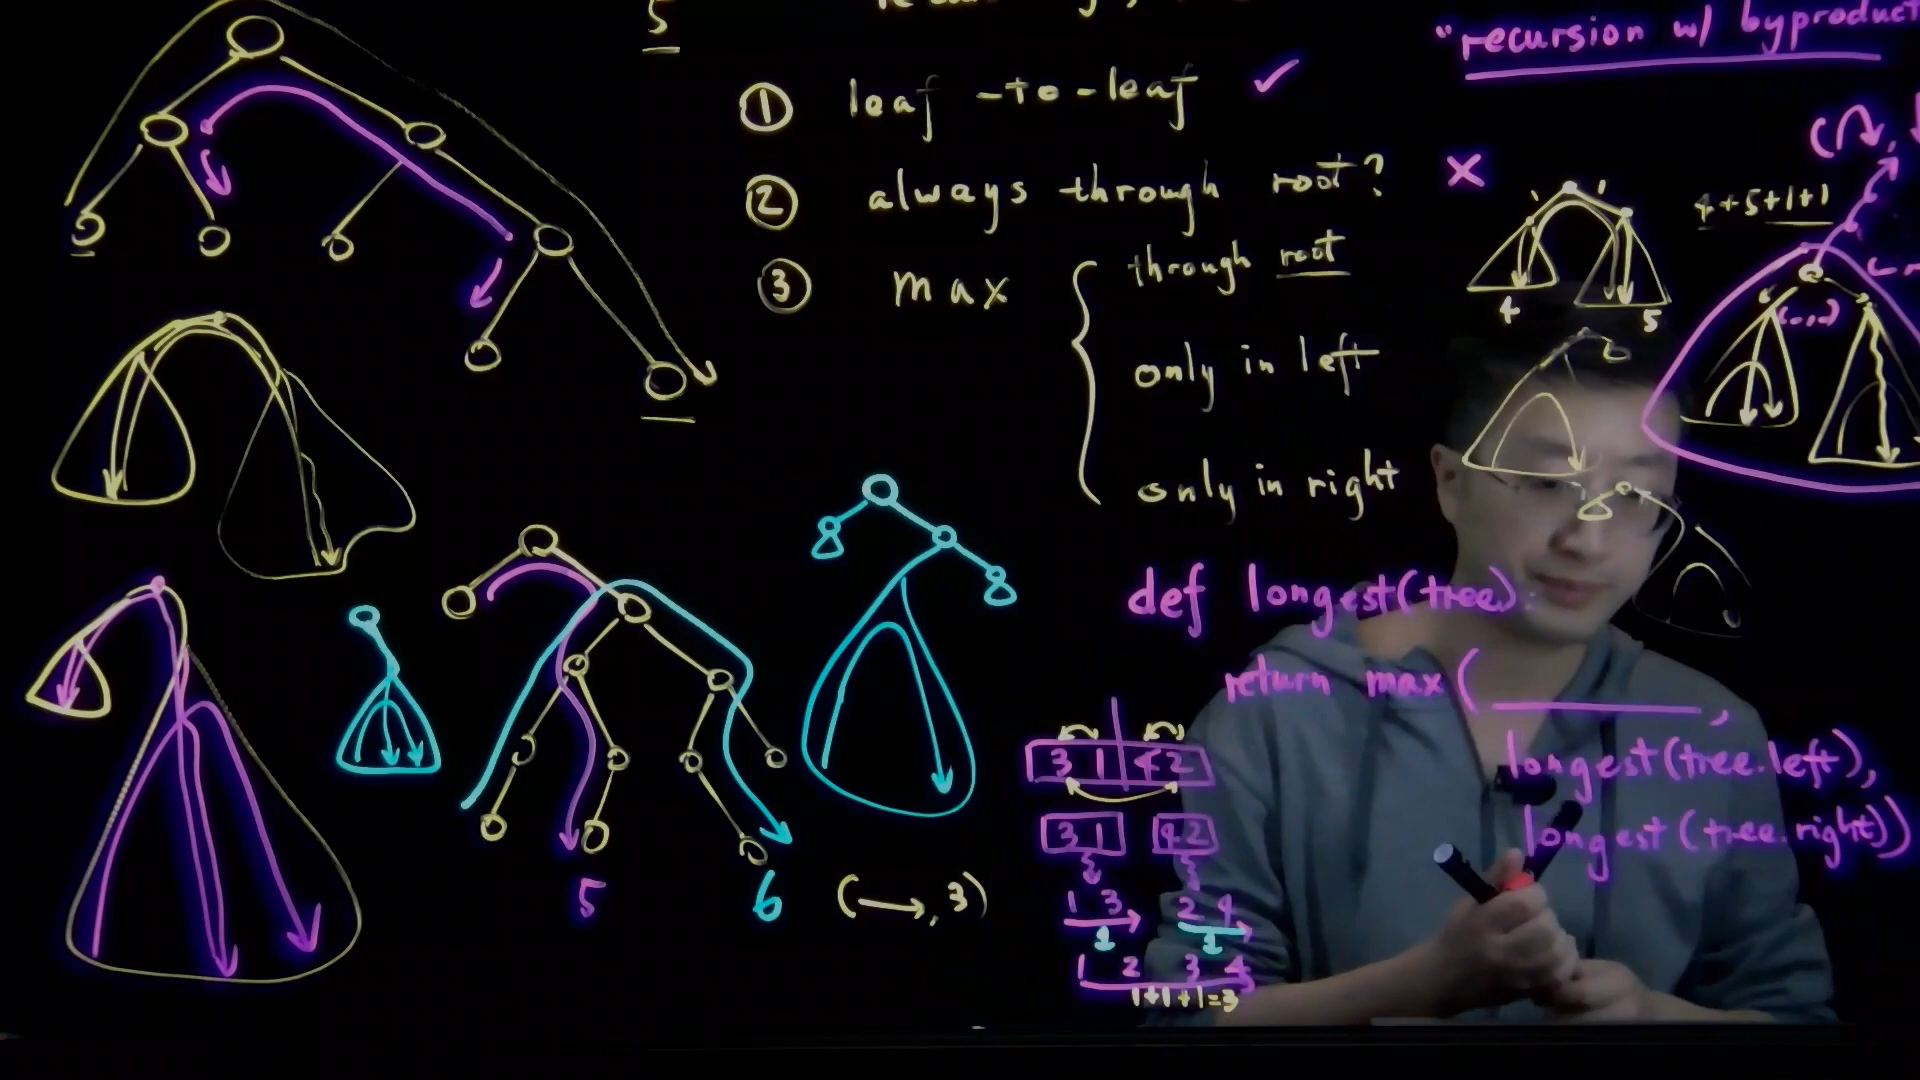 5
"recursion w/ byproduct
① leaf-to-leaf ✓
② always through root? ✗
③ max { through root
only in left
only in right
4+5+1+1
4 5
def longest(tree):
return max( ________,
longest(tree.left),
longest(tree.right))
3 1 4 2
3 1 4 2
1 3 2 4
1 2 3 4
1+1+1=3
5 6 (⟶, 3)